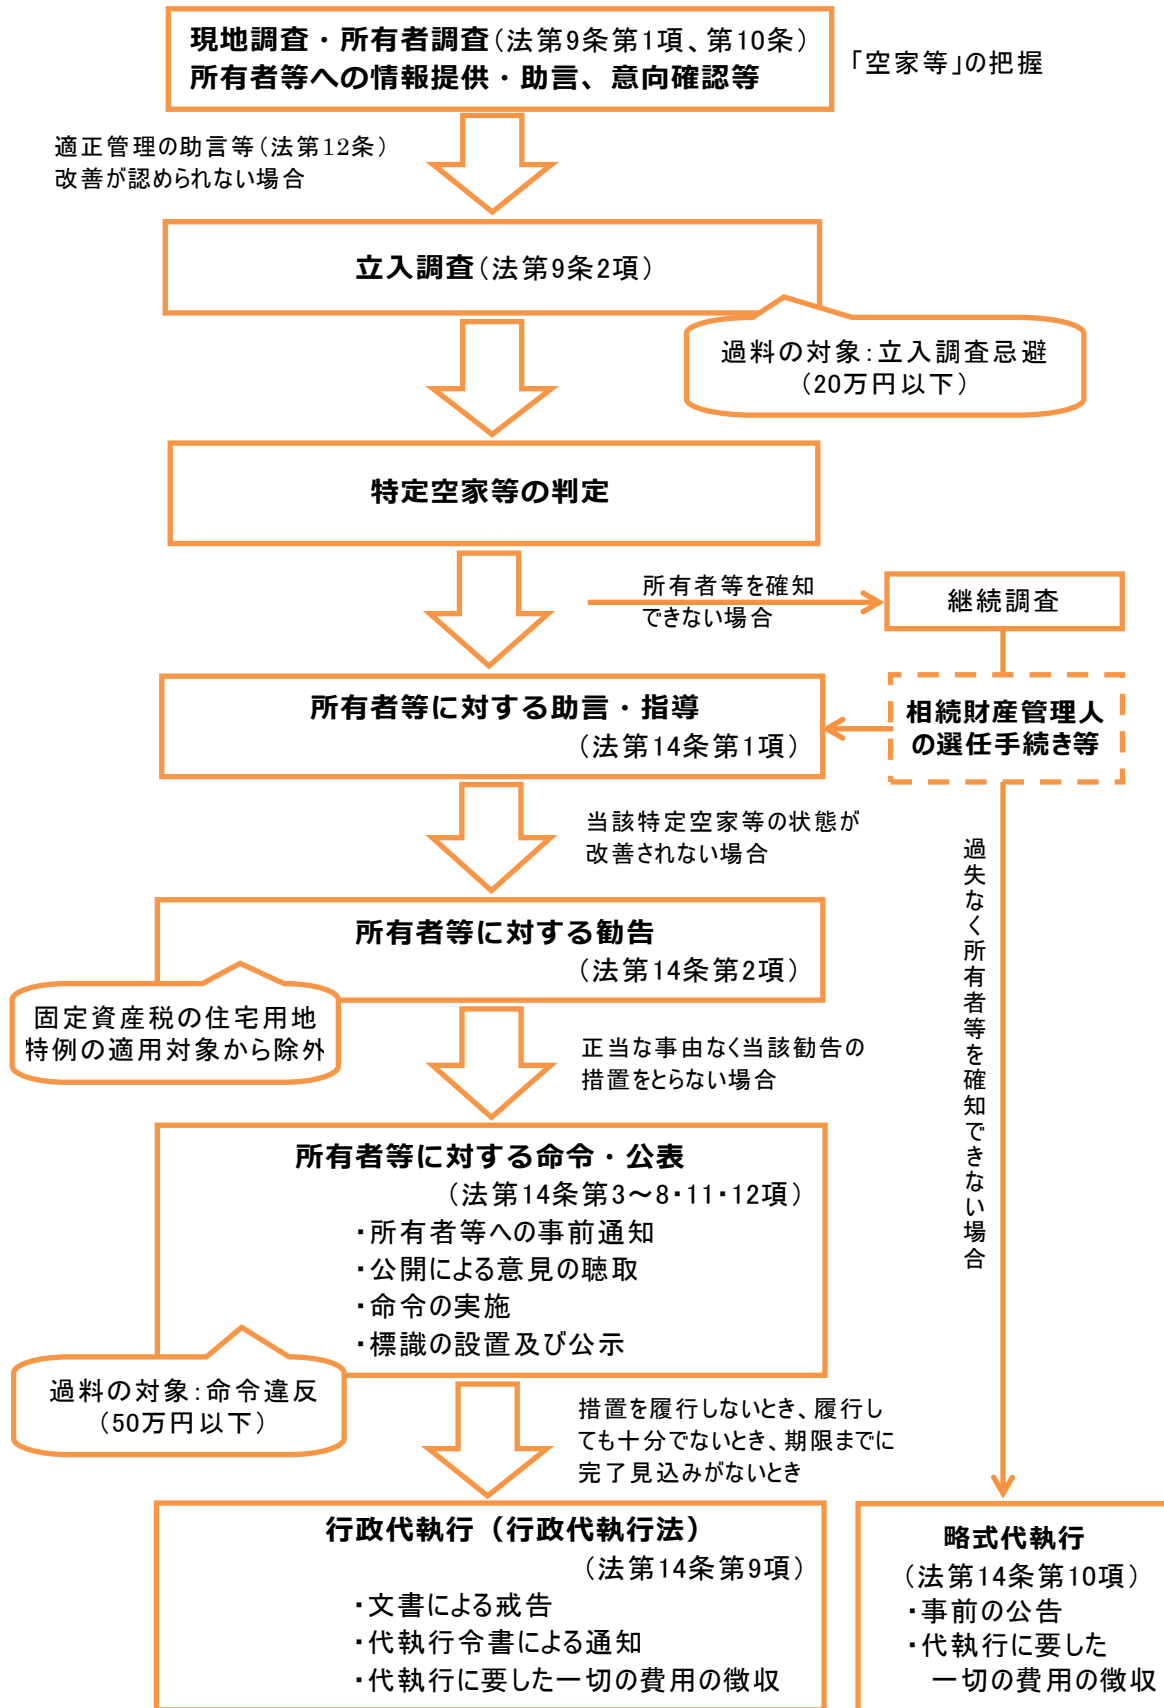 現地調査・所有者調査(法第9条第1項、第10条)
所有者等への情報提供・助言、意向確認等
「空家等」の把握
適正管理の助言等(法第12条)
改善が認められない場合
立入調査(法第9条2項)
過料の対象:立入調査忌避
(20万円以下)
特定空家等の判定
所有者等を確知
できない場合
継続調査
所有者等に対する助言・指導
(法第14条第1項)
相続財産管理人
の選任手続き等
当該特定空家等の状態が
改善されない場合
過失なく所有者等を確知できない場合
所有者等に対する勧告
(法第14条第2項)
固定資産税の住宅用地
特例の適用対象から除外
正当な事由なく当該勧告の
措置をとらない場合
所有者等に対する命令・公表
(法第14条第3～8・11・12項)
・所有者等への事前通知
・公開による意見の聴取
・命令の実施
・標識の設置及び公示
過料の対象:命令違反
(50万円以下)
措置を履行しないとき、履行し
ても十分でないとき、期限までに
完了見込みがないとき
行政代執行(行政代執行法)
(法第14条第9項)
・文書による戒告
・代執行令書による通知
・代執行に要した一切の費用の徴収
略式代執行
(法第14条第10項)
・事前の公告
・代執行に要した
一切の費用の徴収